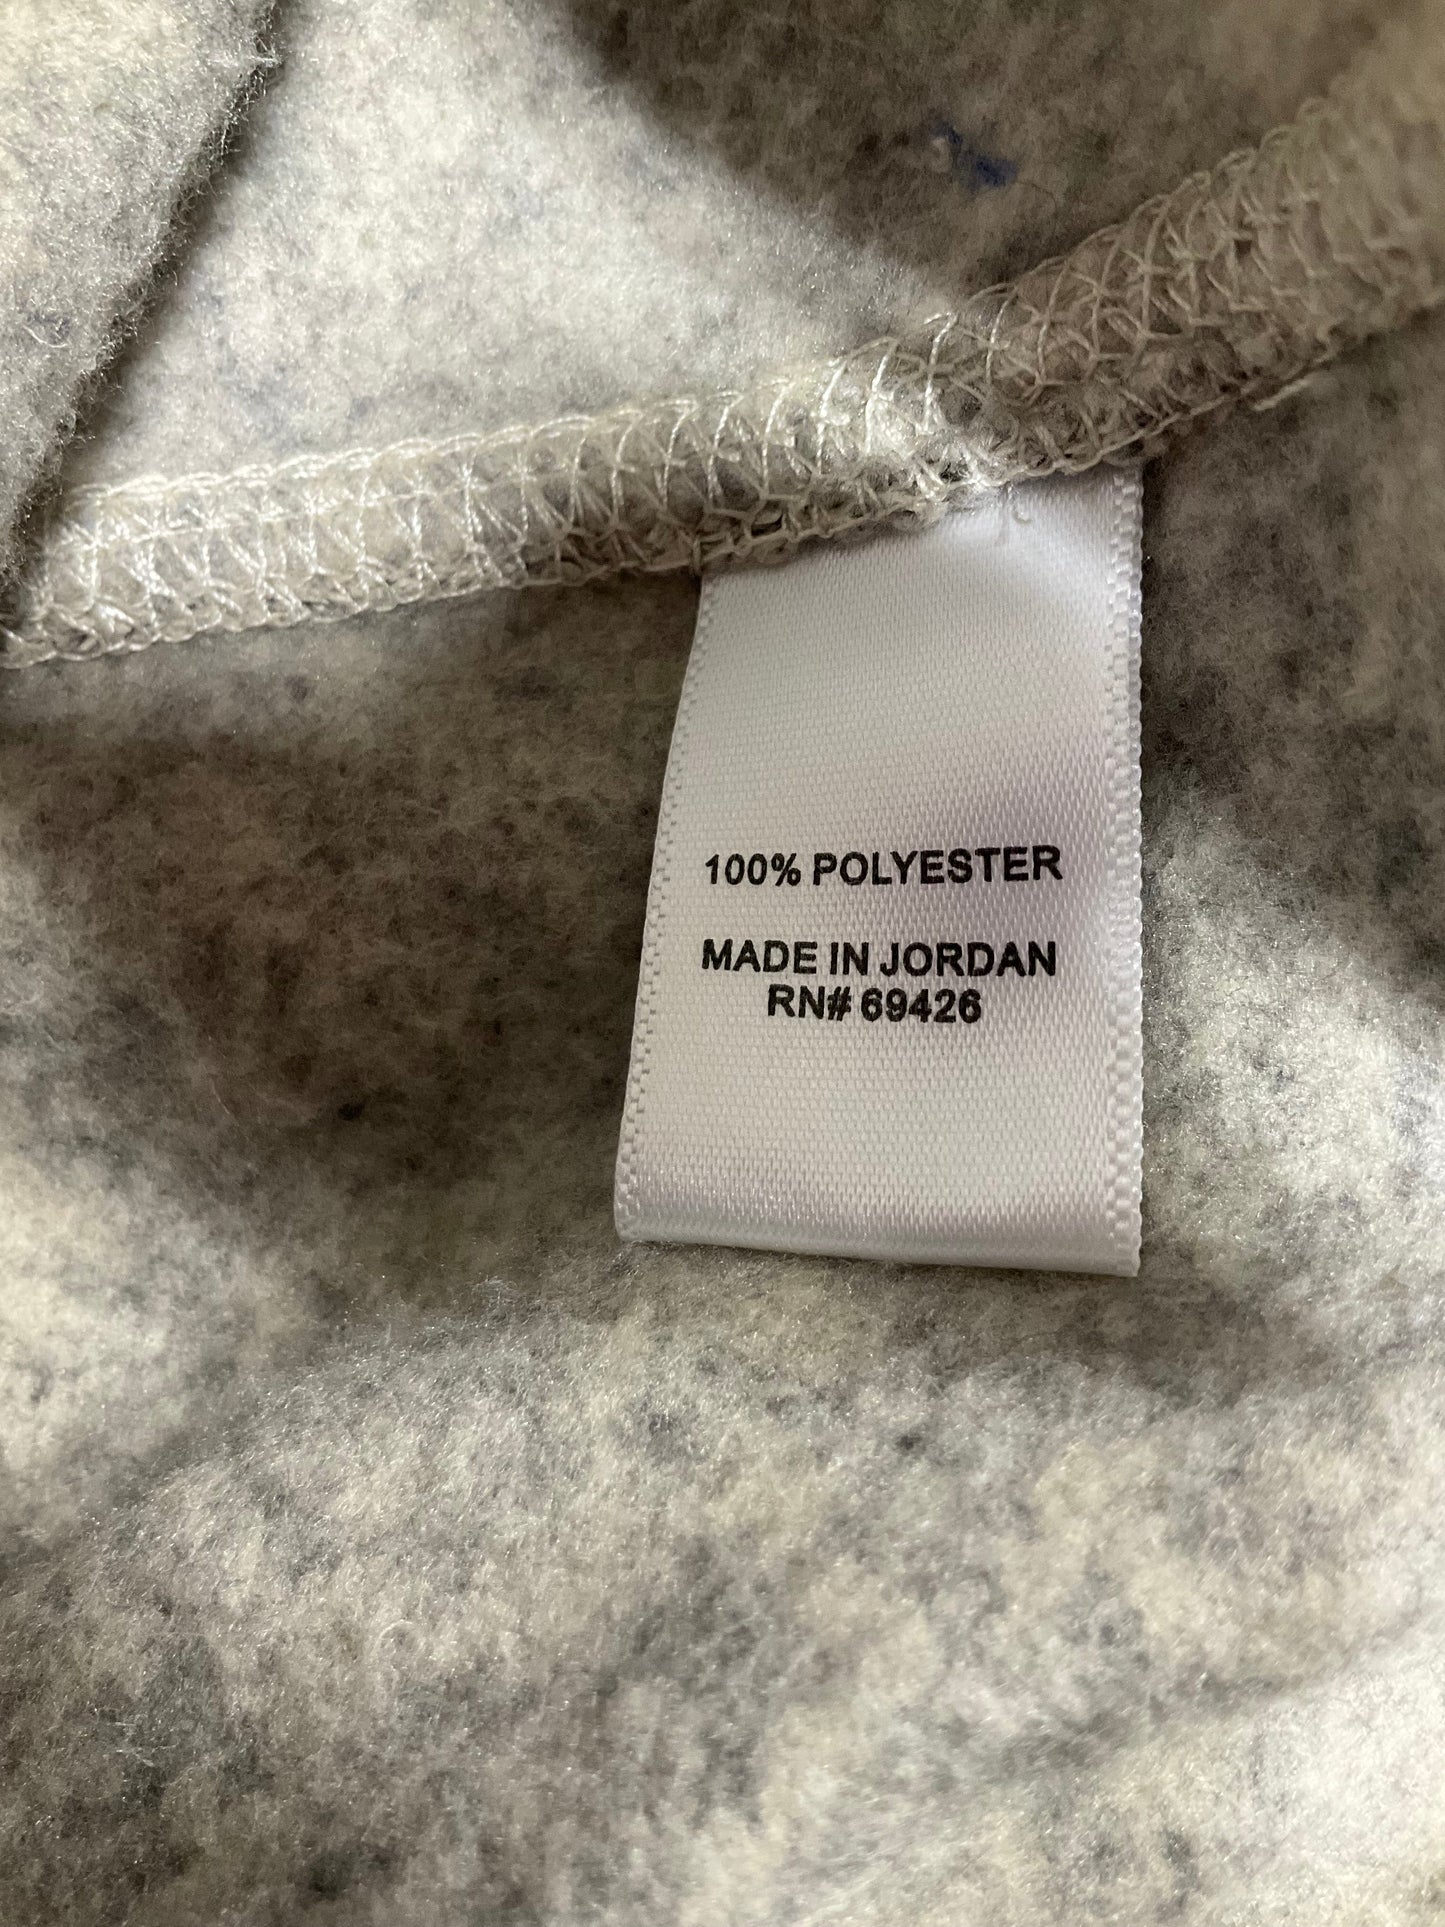 100% POLYESTER
MADE IN JORDAN
RN# 69426